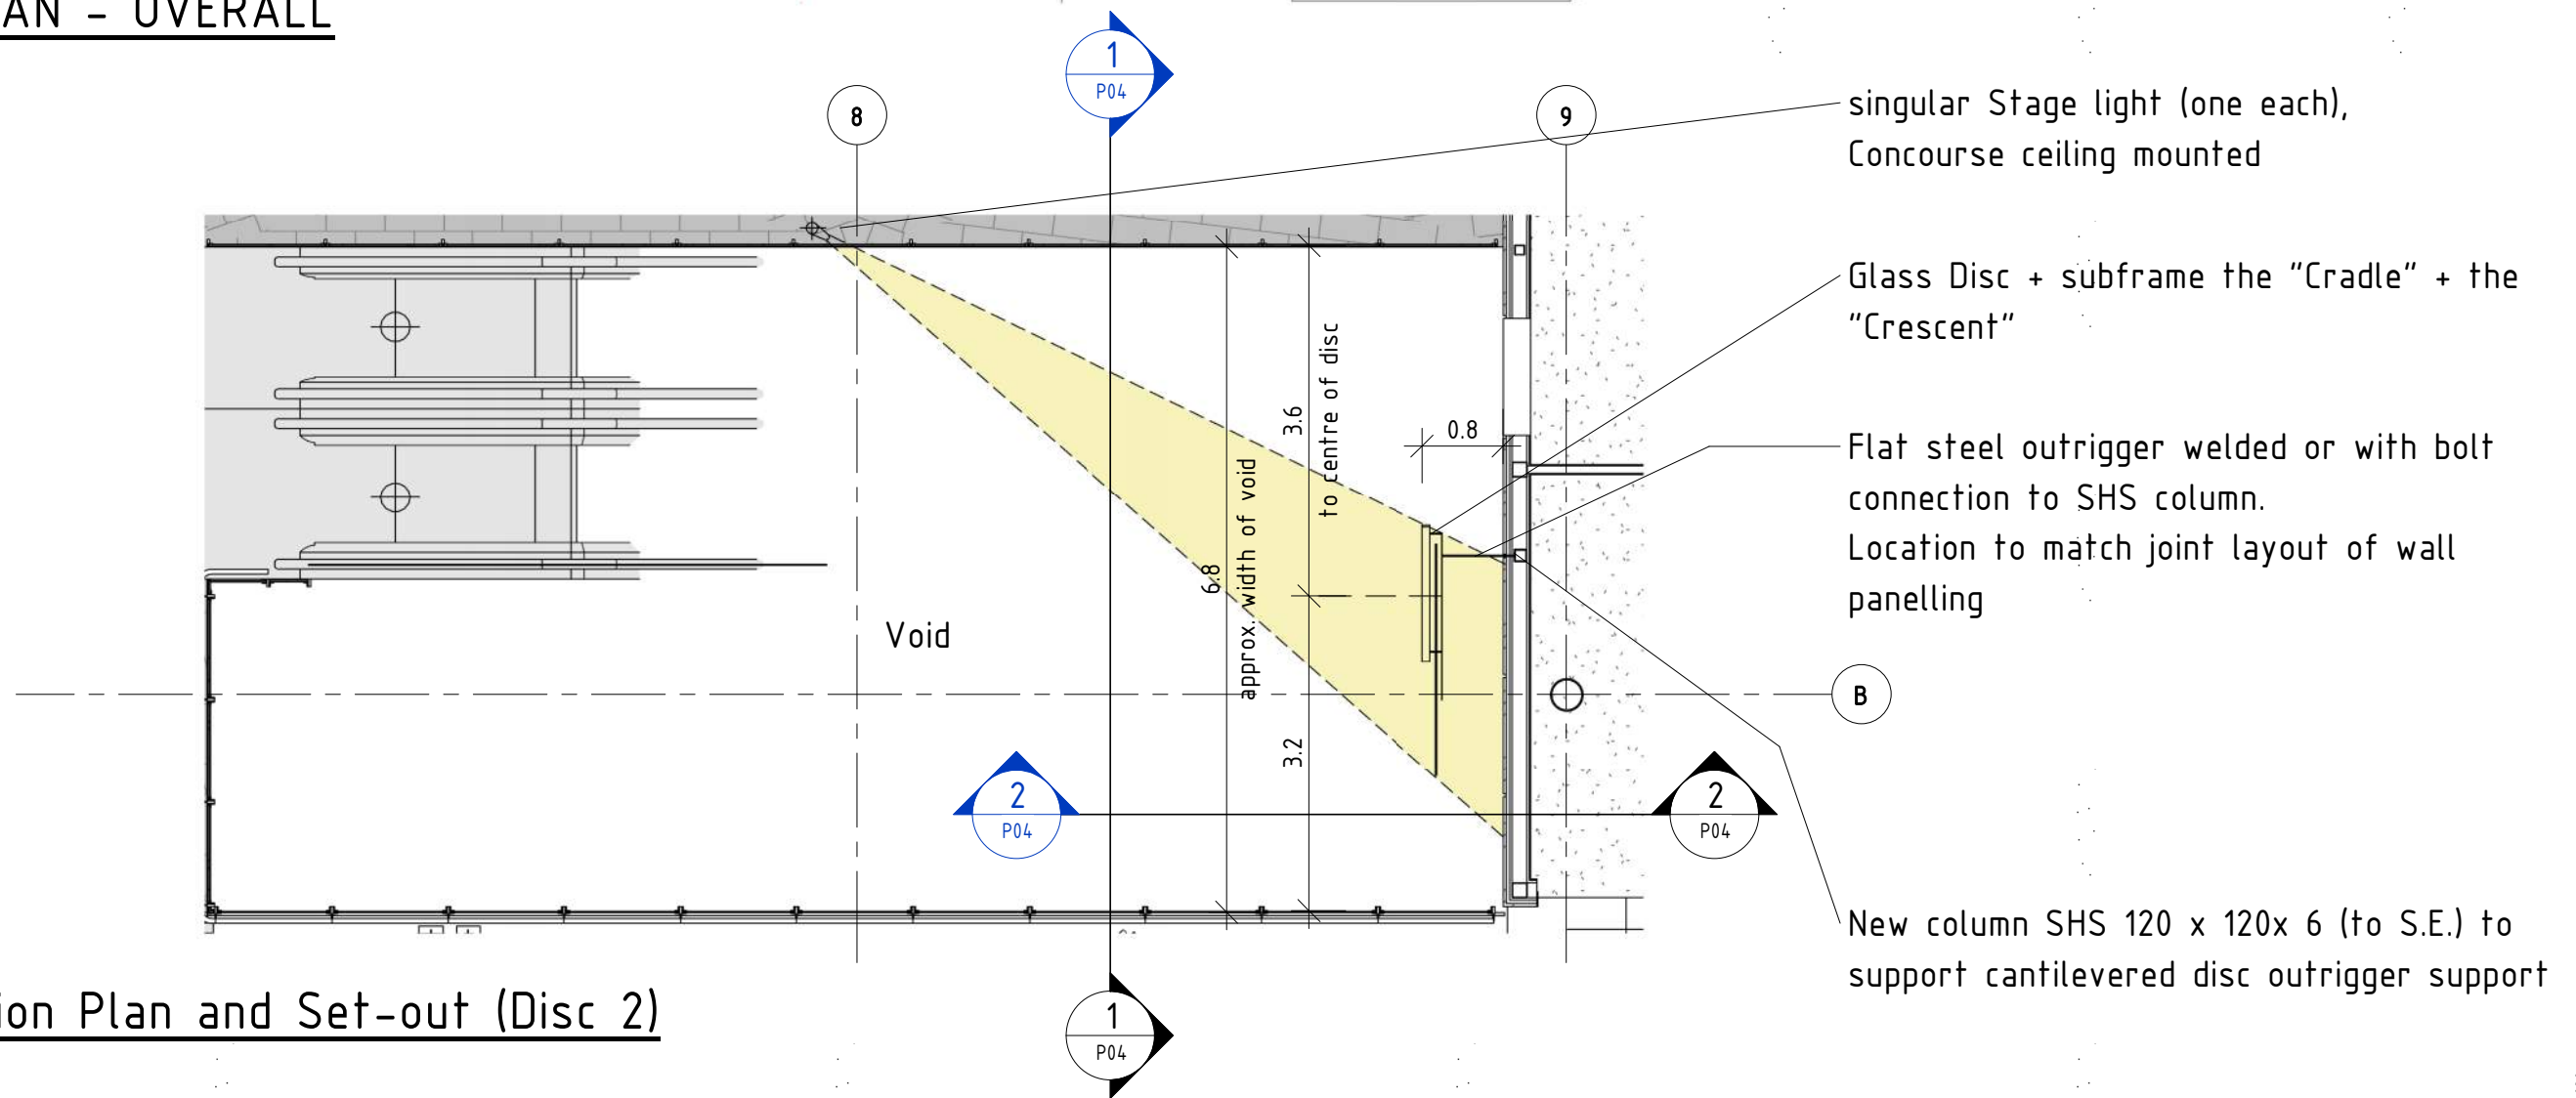 AN - OVERALL
1
P04
8
9
singular Stage light (one each),
Concourse ceiling mounted
Glass Disc + subframe the "Cradle" + the
"Crescent"
to centre of disc
3.6
0.8
Flat steel outrigger welded or with bolt
connection to SHS column.
Location to match joint layout of wall
panelling
6.8
approx. width of void
Void
B
3.2
2
P04
2
P04
New column SHS 120 x 120x 6 (to S.E.) to
support cantilevered disc outrigger support
ion Plan and Set-out (Disc 2)
1
P04